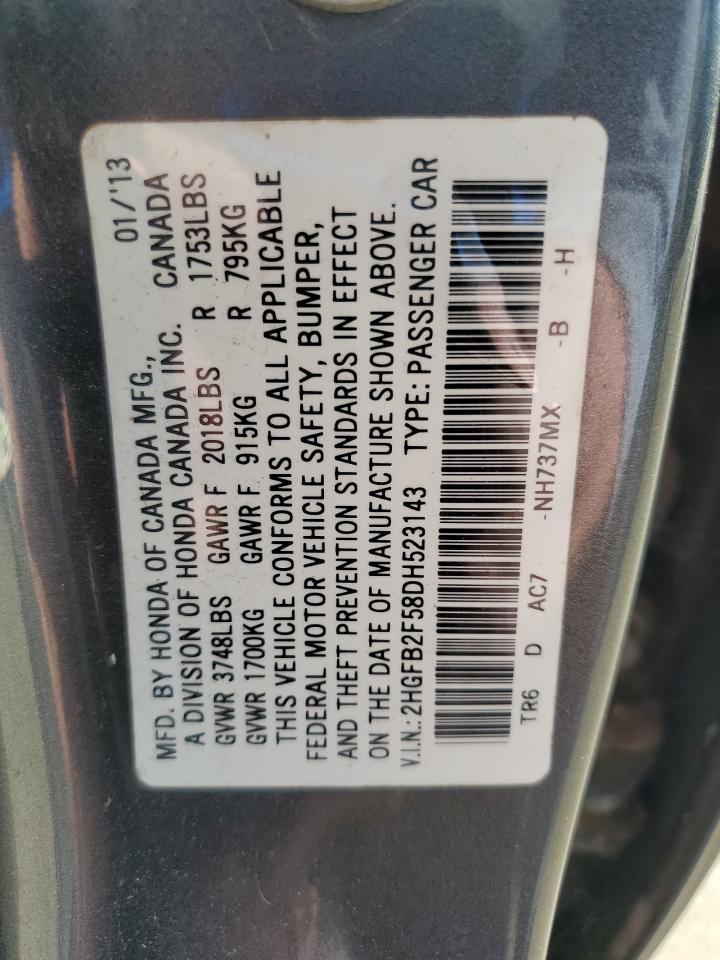 MFD. BY HONDA OF CANADA MFG., 01/'13
A DIVISION OF HONDA CANADA INC. CANADA
GVWR 3748LBS GAWR F 2018LBS R 1753LBS
GVWR 1700KG GAWR F 915KG R 795KG
THIS VEHICLE CONFORMS TO ALL APPLICABLE
FEDERAL MOTOR VEHICLE SAFETY, BUMPER,
AND THEFT PREVENTION STANDARDS IN EFFECT
ON THE DATE OF MANUFACTURE SHOWN ABOVE.
V.I.N.: 2HGFB2F58DH523143 TYPE: PASSENGER CAR
TR6 D AC7 -NH737MX -B -H